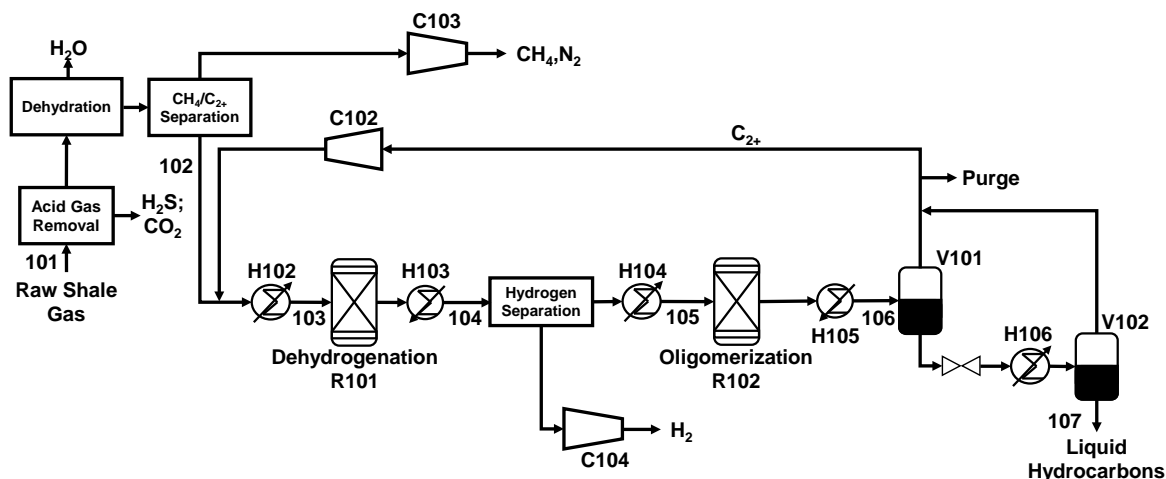 C103
H₂O
CH₄,N₂
Dehydration
CH₄/C₂₊
Separation
C102
C₂₊
102
Purge
Acid Gas
Removal
H₂S;
CO₂
101
Raw Shale
Gas
H102
103
H103
104
Hydrogen
Separation
H104
105
106
H105
V101
V102
H106
Dehydrogenation
R101
Oligomerization
R102
107
Liquid
Hydrocarbons
C104
H₂